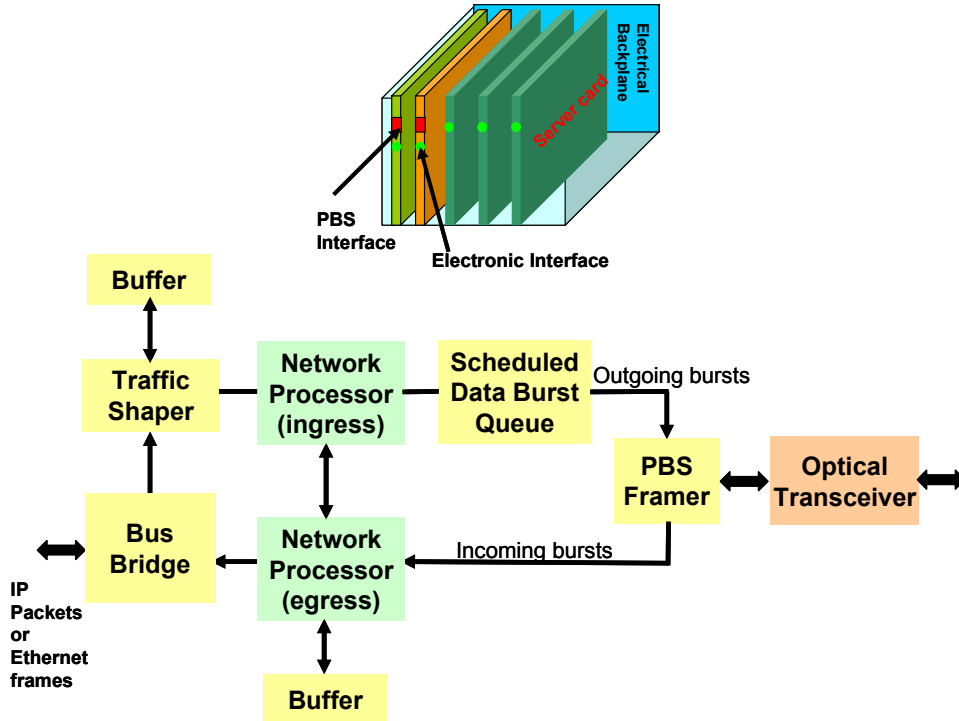 Electrical
Backplane
Server card
PBS
Interface
Electronic Interface
Buffer
Traffic
Shaper
Network
Processor
(ingress)
Scheduled
Data Burst
Queue
Outgoing bursts
PBS
Framer
Optical
Transceiver
Bus
Bridge
Network
Processor
(egress)
Incoming bursts
IP
Packets
or
Ethernet
frames
Buffer